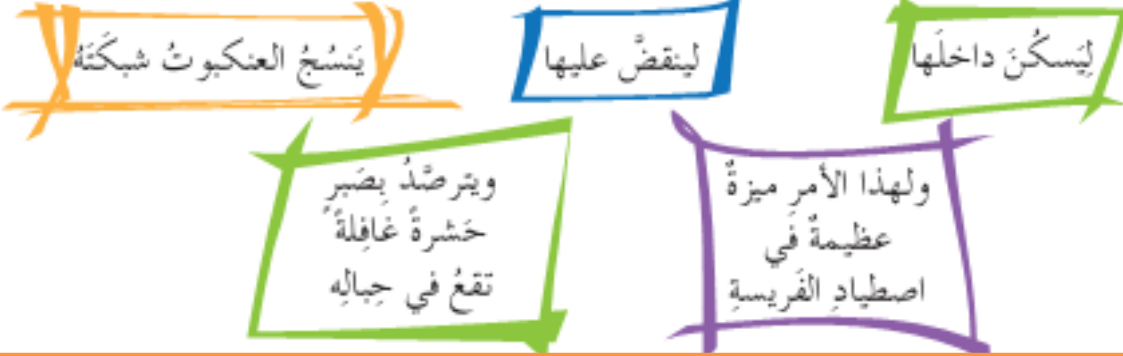 لِيَسكُنَ داخلَها
لينقضَّ عليها
يَنسُجُ العنكبوتُ شبكَتَهُ
ولهذا الأمرِ ميزةٌ
عظيمةٌ في
اصطيادِ الفَريسةِ
ويترصَّدُ بِصَبرٍ
حَشرةً غافِلةً
تقعُ في حِبالِه